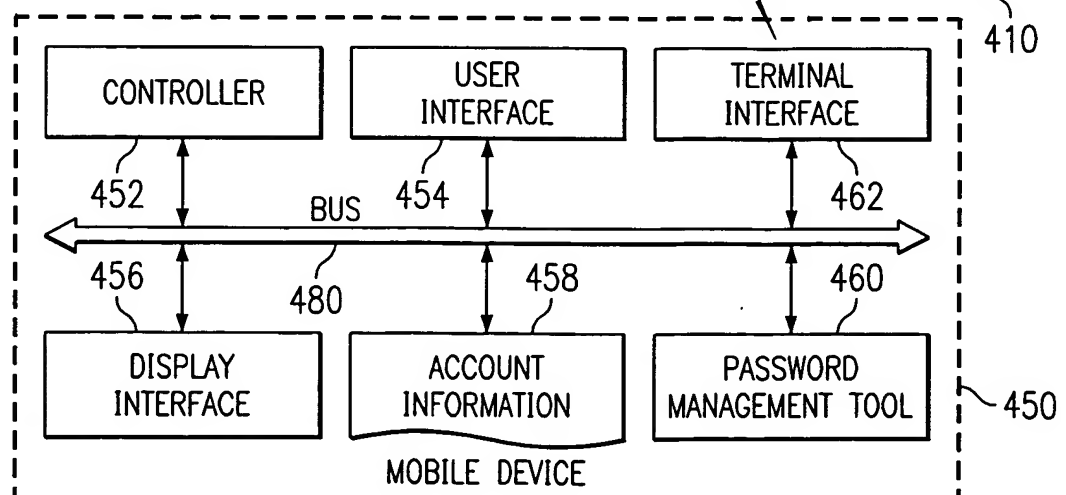 410
CONTROLLER
USER
INTERFACE
TERMINAL
INTERFACE
452
454
462
BUS
456
480
458
460
DISPLAY
INTERFACE
ACCOUNT
INFORMATION
PASSWORD
MANAGEMENT TOOL
450
MOBILE DEVICE